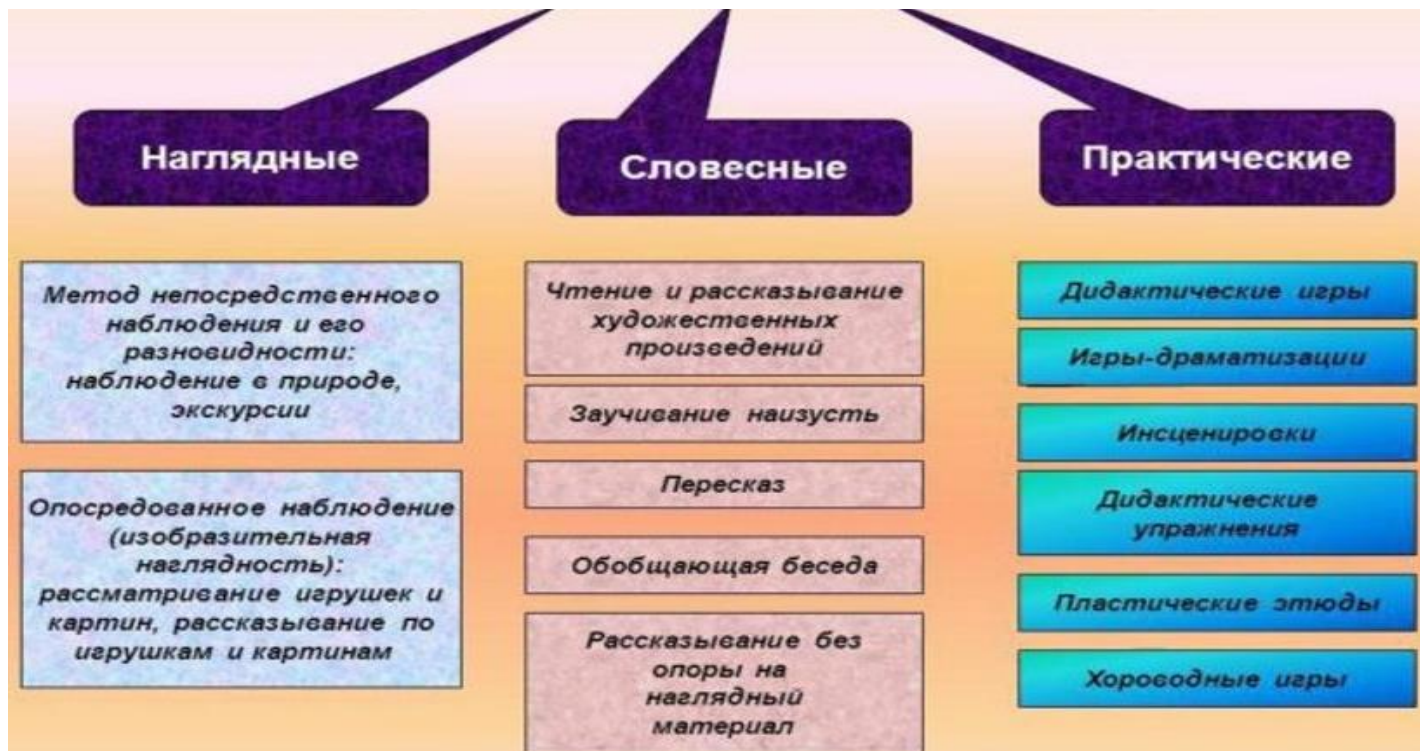 Наглядные
Метод непосредственного
наблюдения и его
разновидности:
наблюдение в природе,
экскурсии
Опосредованное наблюдение
(изобразительная
наглядность):
рассматривание игрушек и
картин, рассказывание по
игрушкам и картинам
Словесные
Чтение и рассказывание
художественных
произведений
Заучивание наизусть
Пересказ
Обобщающая беседа
Рассказывание без
опоры на
наглядный
материал
Практические
Дидактические игры
Игры-драматизации
Инсценировки
Дидактические
упражнения
Пластические этюды
Хороводные игры